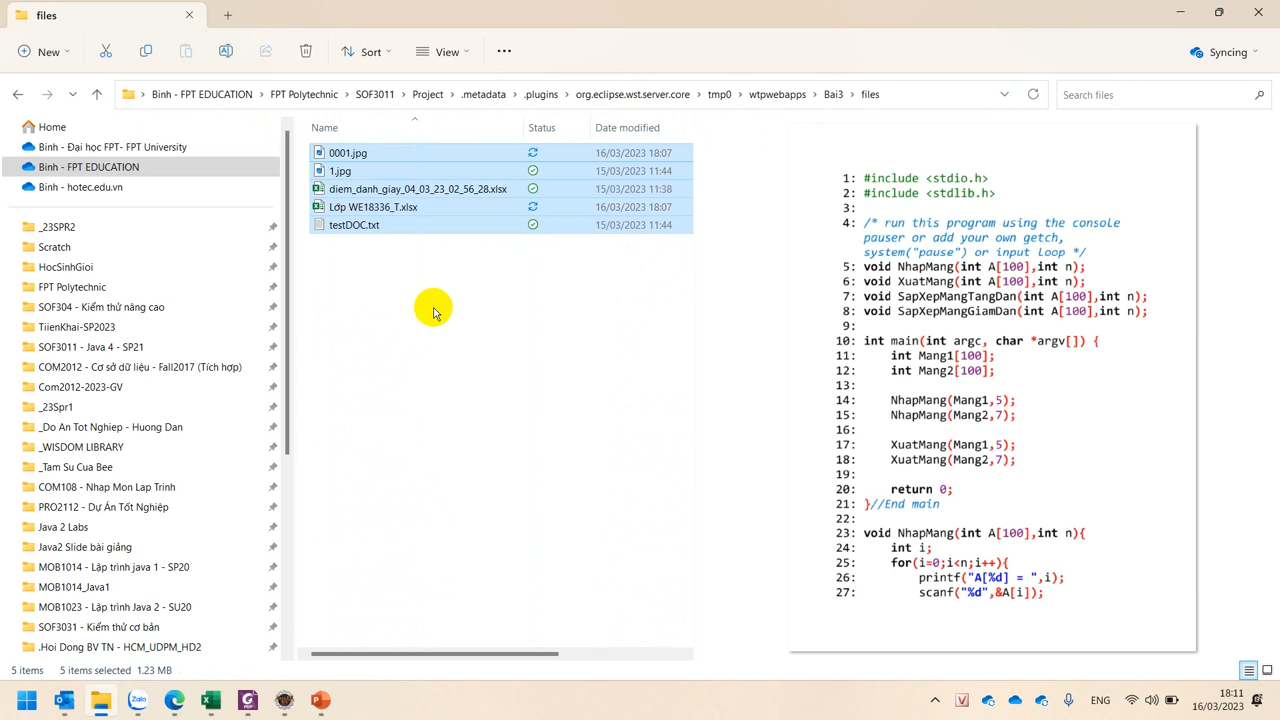 files
New
Sort
View
Syncing
Binh - FPT EDUCATION
FPT Polytechnic
SOF3011
Project
.metadata
.plugins
org.eclipse.wst.server.core
tmp0
wtpwebapps
Bai3
files
Search files
Home
Binh - Đại học FPT- FPT University
Binh - FPT EDUCATION
Binh - hotec.edu.vn
_23SPR2
Scratch
HocSinhGioi
FPT Polytechnic
SOF304 - Kiểm thử nâng cao
TiienKhai-SP2023
SOF3011 - Java 4 - SP21
COM2012 - Cơ sở dữ liệu - Fall2017 (Tích hợp)
Com2012-2023-GV
_23Spr1
_Do An Tot Nghiep - Huong Dan
_WISDOM LIBRARY
_Tam Su Cua Bee
COM108 - Nhap Mon Lap Trinh
PRO2112 - Dự Án Tốt Nghiệp
Java 2 Labs
Java2 Slide bài giảng
MOB1014 - Lập trình java 1 - SP20
MOB1014_Java1
MOB1023 - Lập trình Java 2 - SU20
SOF3031 - Kiểm thử cơ bản
.Hoi Dong BV TN - HCM_UDPM_HD2
Name Status Date modified
0001.jpg 16/03/2023 18:07
1.jpg 15/03/2023 11:44
diem_danh_giay_04_03_23_02_56_28.xlsx 15/03/2023 11:38
Lớp WE18336_T.xlsx 16/03/2023 18:07
testDOC.txt 15/03/2023 11:44
1: #include <stdio.h>
2: #include <stdlib.h>
3:
4: /* run this program using the console
pauser or add your own getch,
system("pause") or input loop */
5: void NhapMang(int A[100],int n);
6: void XuatMang(int A[100],int n);
7: void SapXepMangTangDan(int A[100],int n);
8: void SapXepMangGiamDan(int A[100],int n);
9:
10: int main(int argc, char *argv[]) {
11: int Mang1[100];
12: int Mang2[100];
13:
14: NhapMang(Mang1,5);
15: NhapMang(Mang2,7);
16:
17: XuatMang(Mang1,5);
18: XuatMang(Mang2,7);
19:
20: return 0;
21: }//End main
22:
23: void NhapMang(int A[100],int n){
24: int i;
25: for(i=0;i<n;i++){
26: printf("A[%d] = ",i);
27: scanf("%d",&A[i]);
5 items 5 items selected 1.23 MB
Zalo
ENG
18:11
16/03/2023